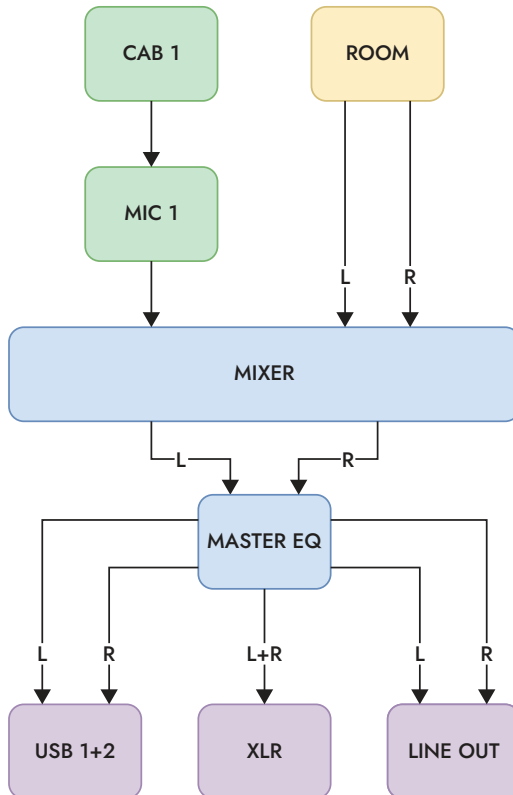 CAB 1
ROOM
MIC 1
L
R
MIXER
L
R
MASTER EQ
L
R
L+R
L
R
USB 1+2
XLR
LINE OUT